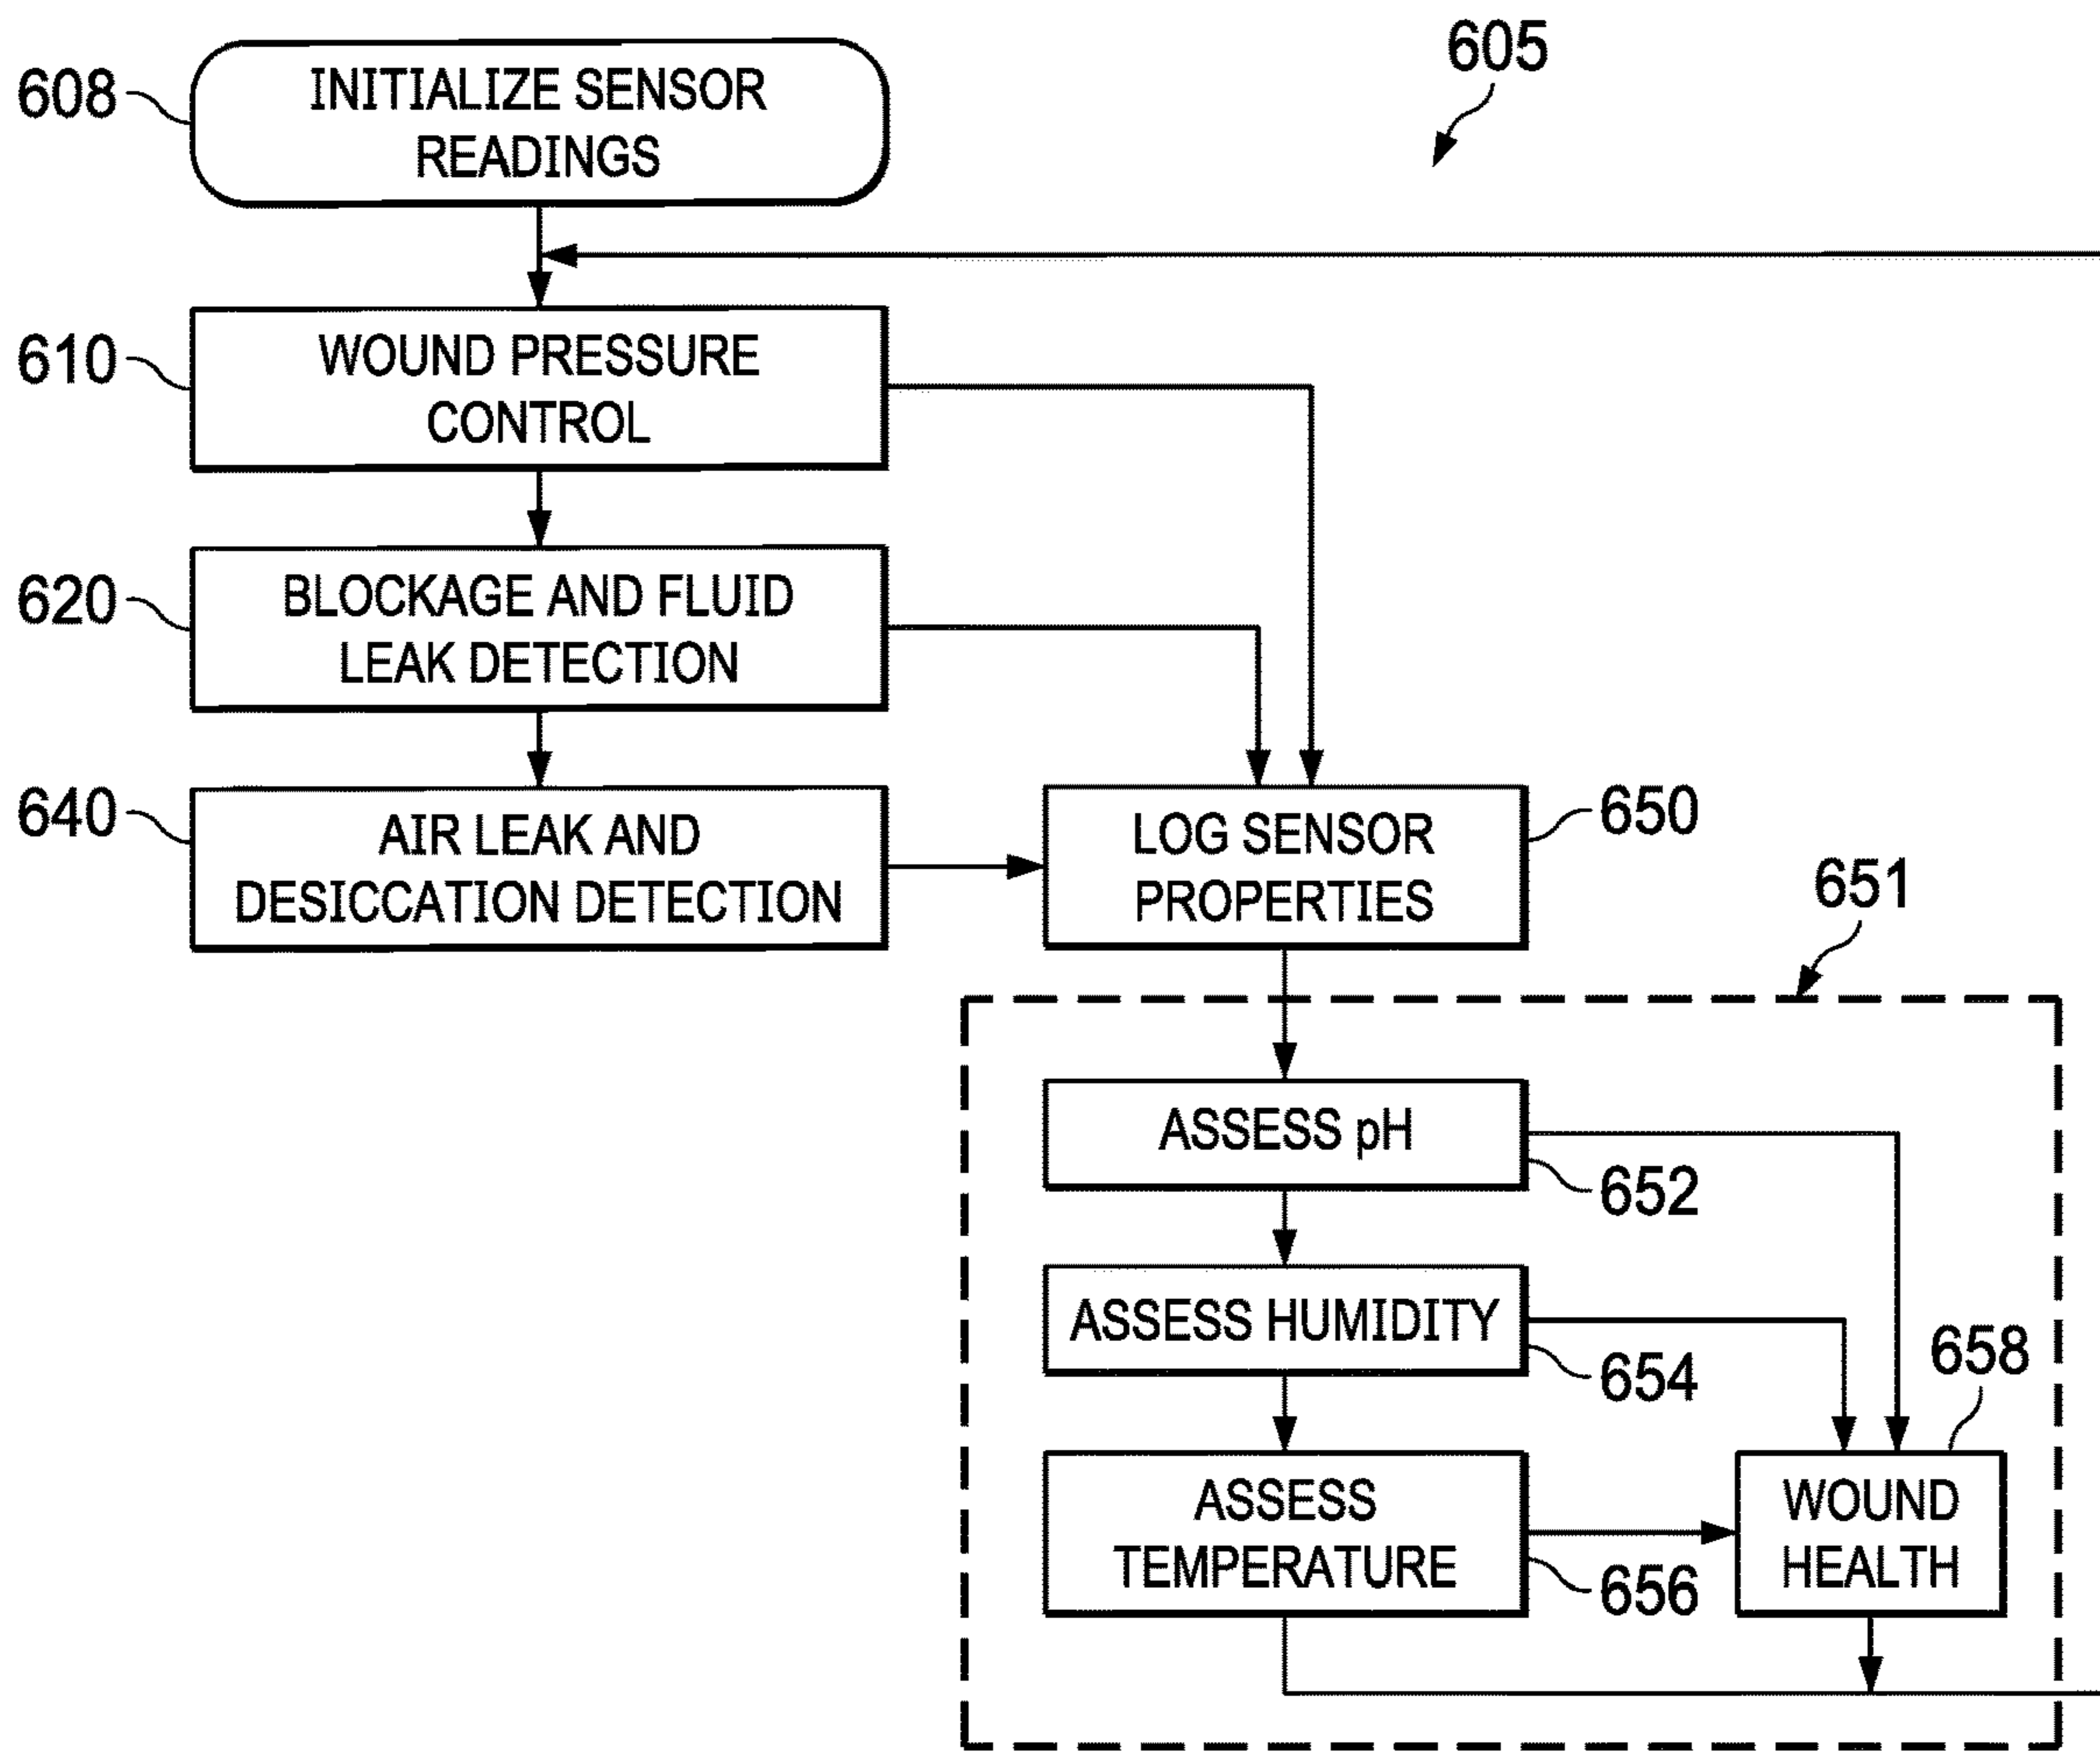 605
608
INITIALIZE SENSOR
READINGS
610
WOUND PRESSURE
CONTROL
620
BLOCKAGE AND FLUID
LEAK DETECTION
640
AIR LEAK AND
DESICCATION DETECTION
LOG SENSOR
PROPERTIES
650
651
ASSESS pH
652
ASSESS HUMIDITY
654
658
ASSESS
TEMPERATURE
656
WOUND
HEALTH